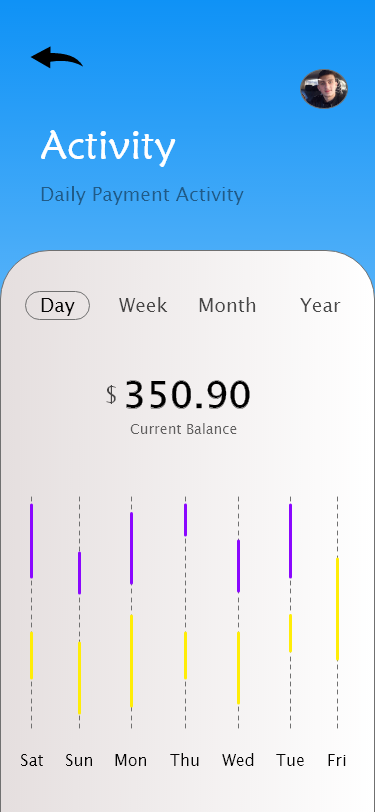 Activity
Daily Payment Activity
Day Week Month Year
$ 350.90
Current Balance
Sat Sun Mon Thu Wed Tue Fri